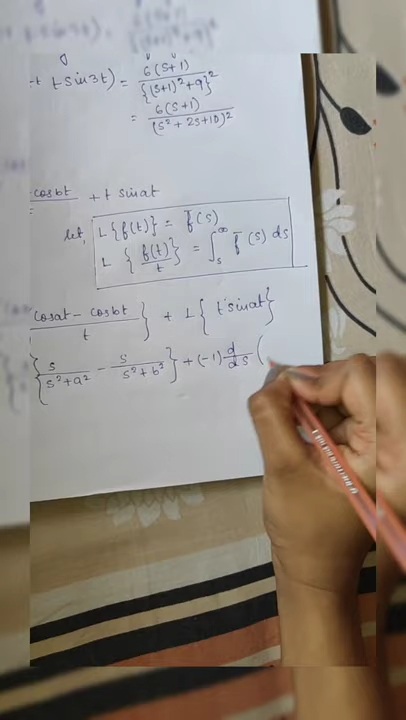 t sin3t) = 6(s+1) / {(s+1)² + 9}²
= 6(s+1) / (s² + 2s + 10)²
cosbt + t sinat
let, L{f(t)} = f̄(s)
L {f(t)/t} = ∫ₛ^∞ f̄(s) ds
cosat - cosbt / t } + L{ t sinat}
{ s / s²+a² - s / s²+b² } + (-1) d/ds (